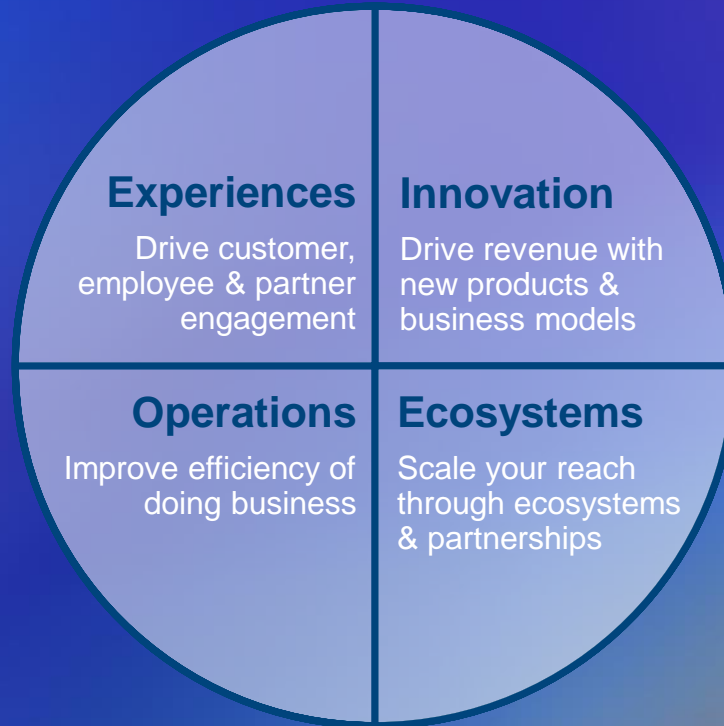 Experiences
Drive customer,
employee & partner
engagement
Innovation
Drive revenue with
new products &
business models
Operations
Improve efficiency of
doing business
Ecosystems
Scale your reach
through ecosystems
& partnerships